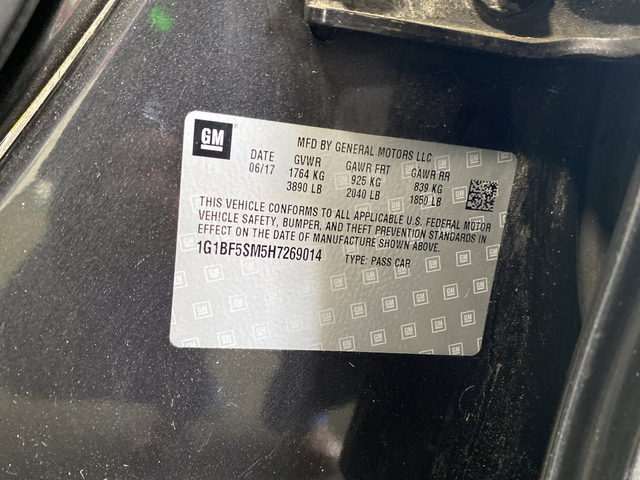 GM
MFD BY GENERAL MOTORS LLC
DATE GVWR GAWR FRT GAWR RR
06/17 1764 KG 925 KG 839 KG
3890 LB 2040 LB 1850 LB
THIS VEHICLE CONFORMS TO ALL APPLICABLE U.S. FEDERAL MOTOR
VEHICLE SAFETY, BUMPER, AND THEFT PREVENTION STANDARDS IN
EFFECT ON THE DATE OF MANUFACTURE SHOWN ABOVE.
1G1BF5SM5H7269014 TYPE: PASS CAR